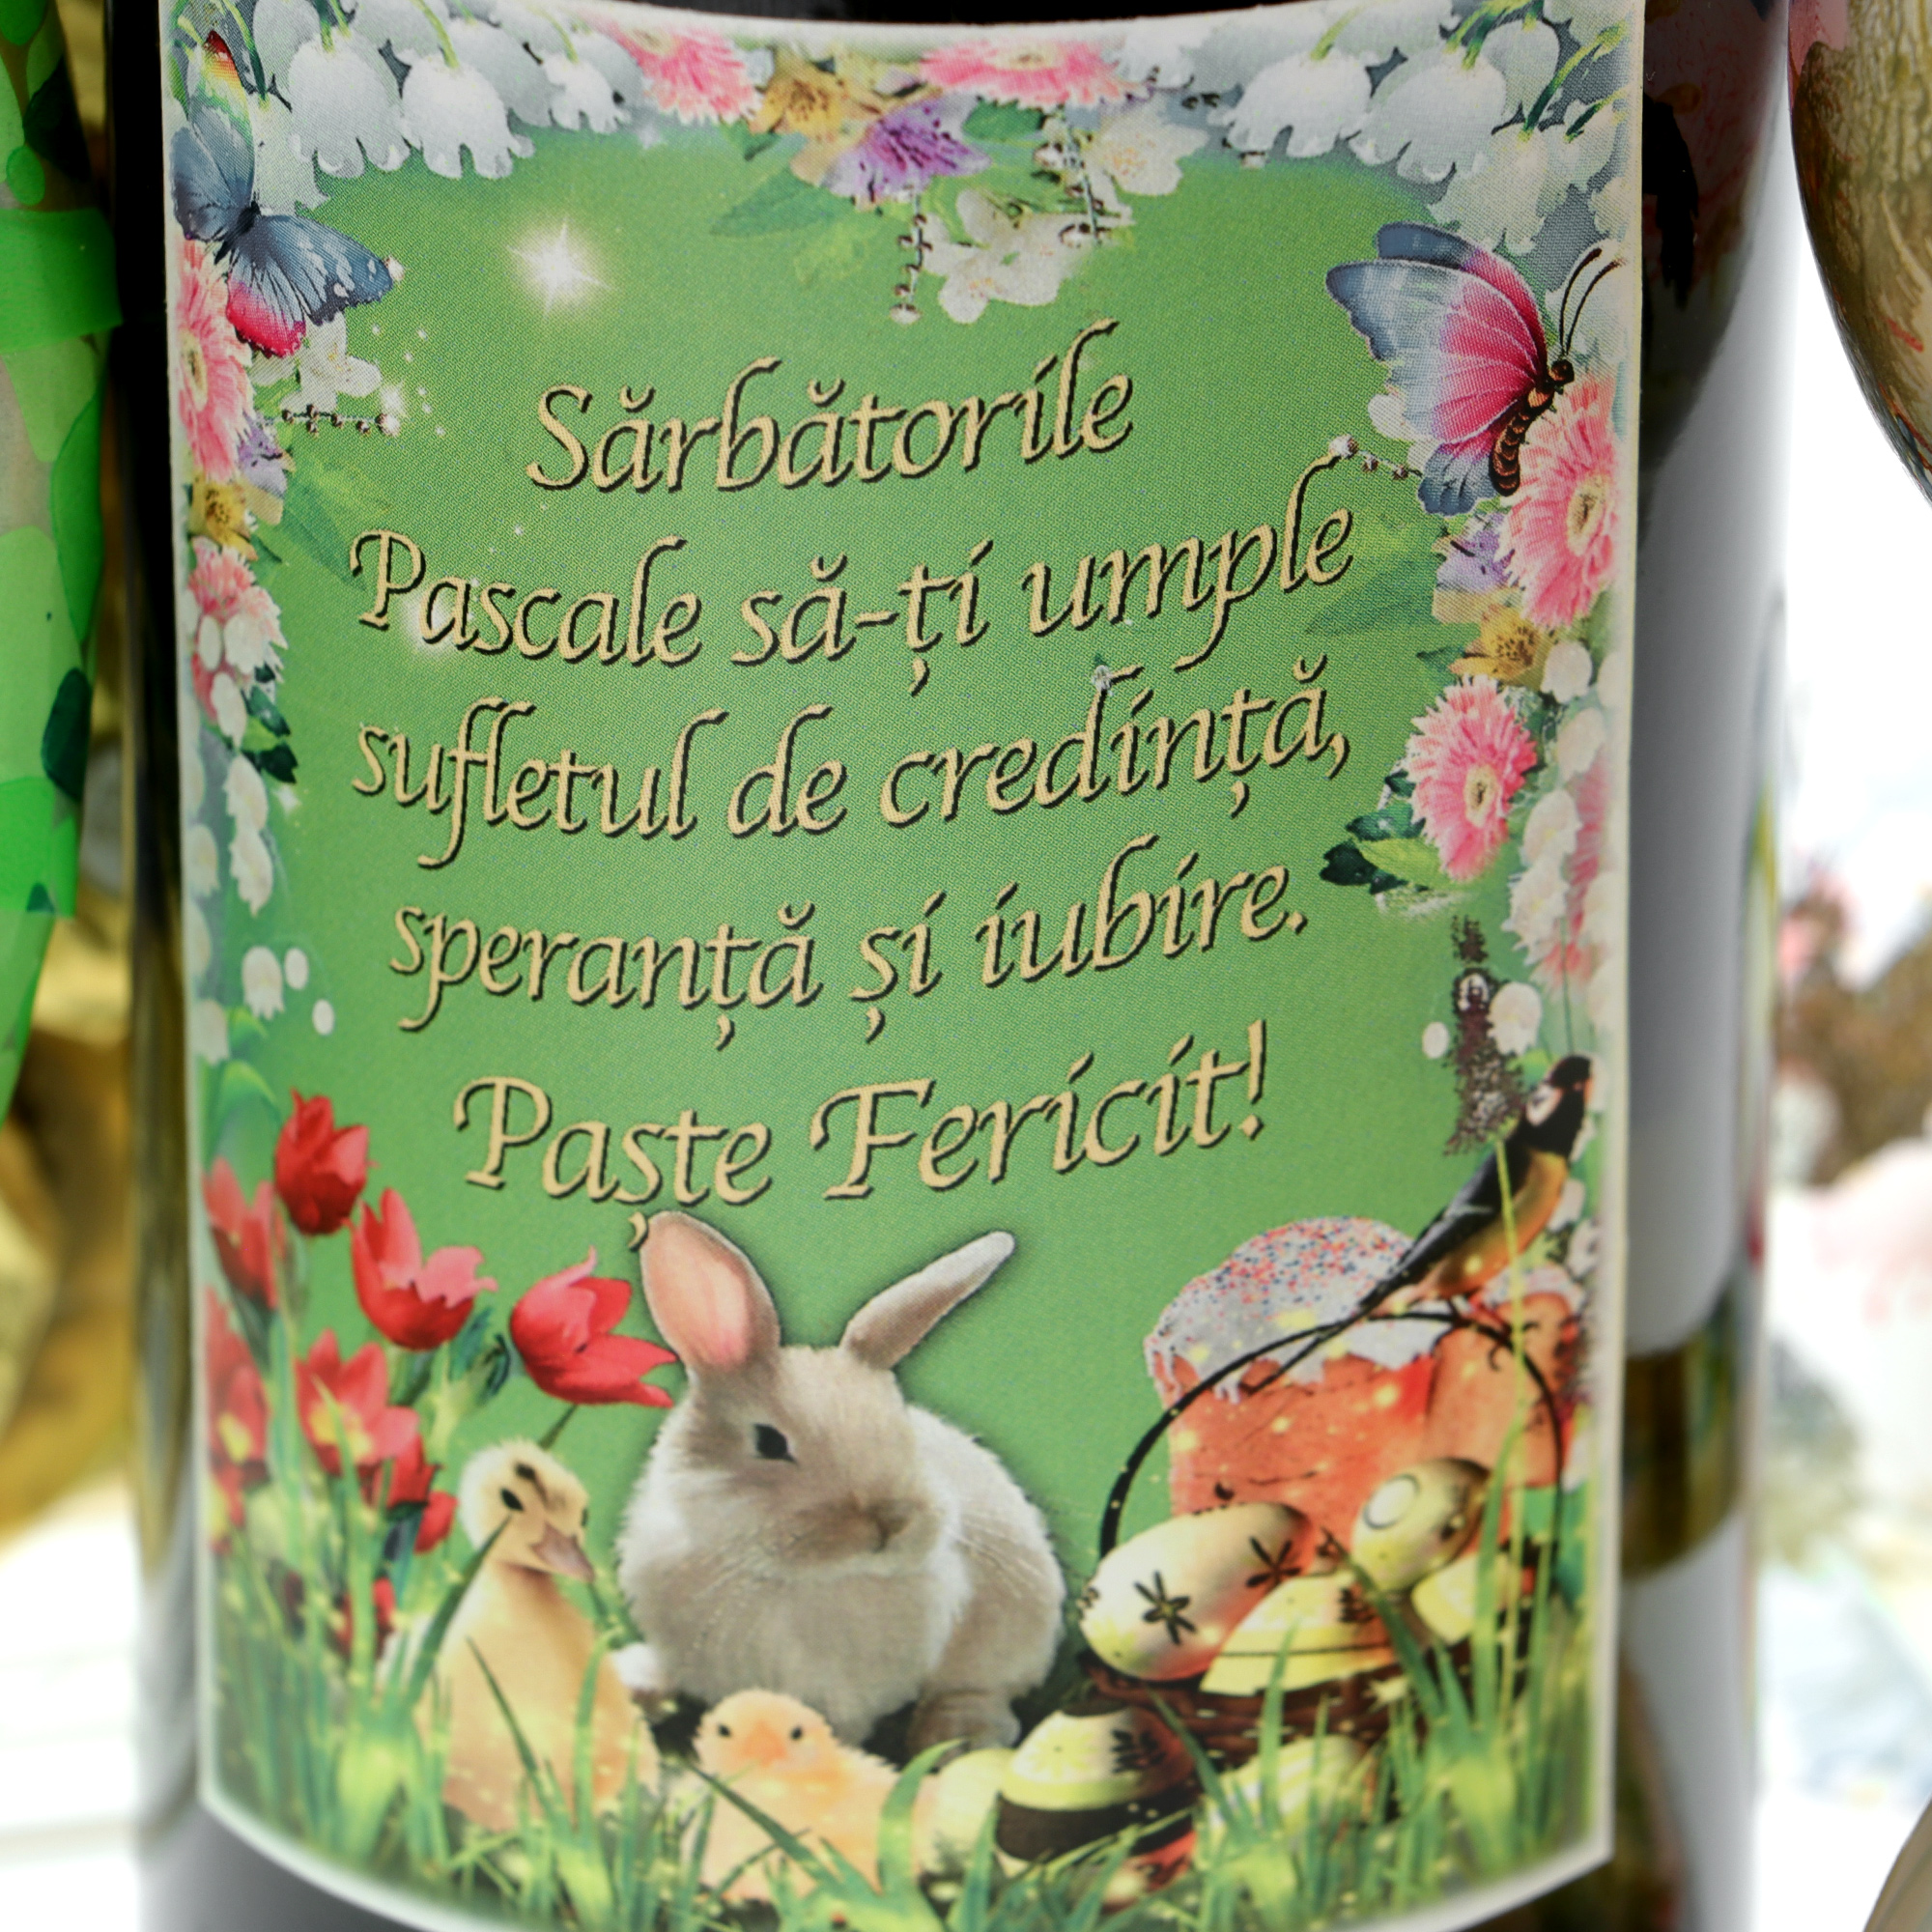 Sărbătorile
Pascale să-ți umple
sufletul de credință,
speranță și iubire.
Paște Fericit!